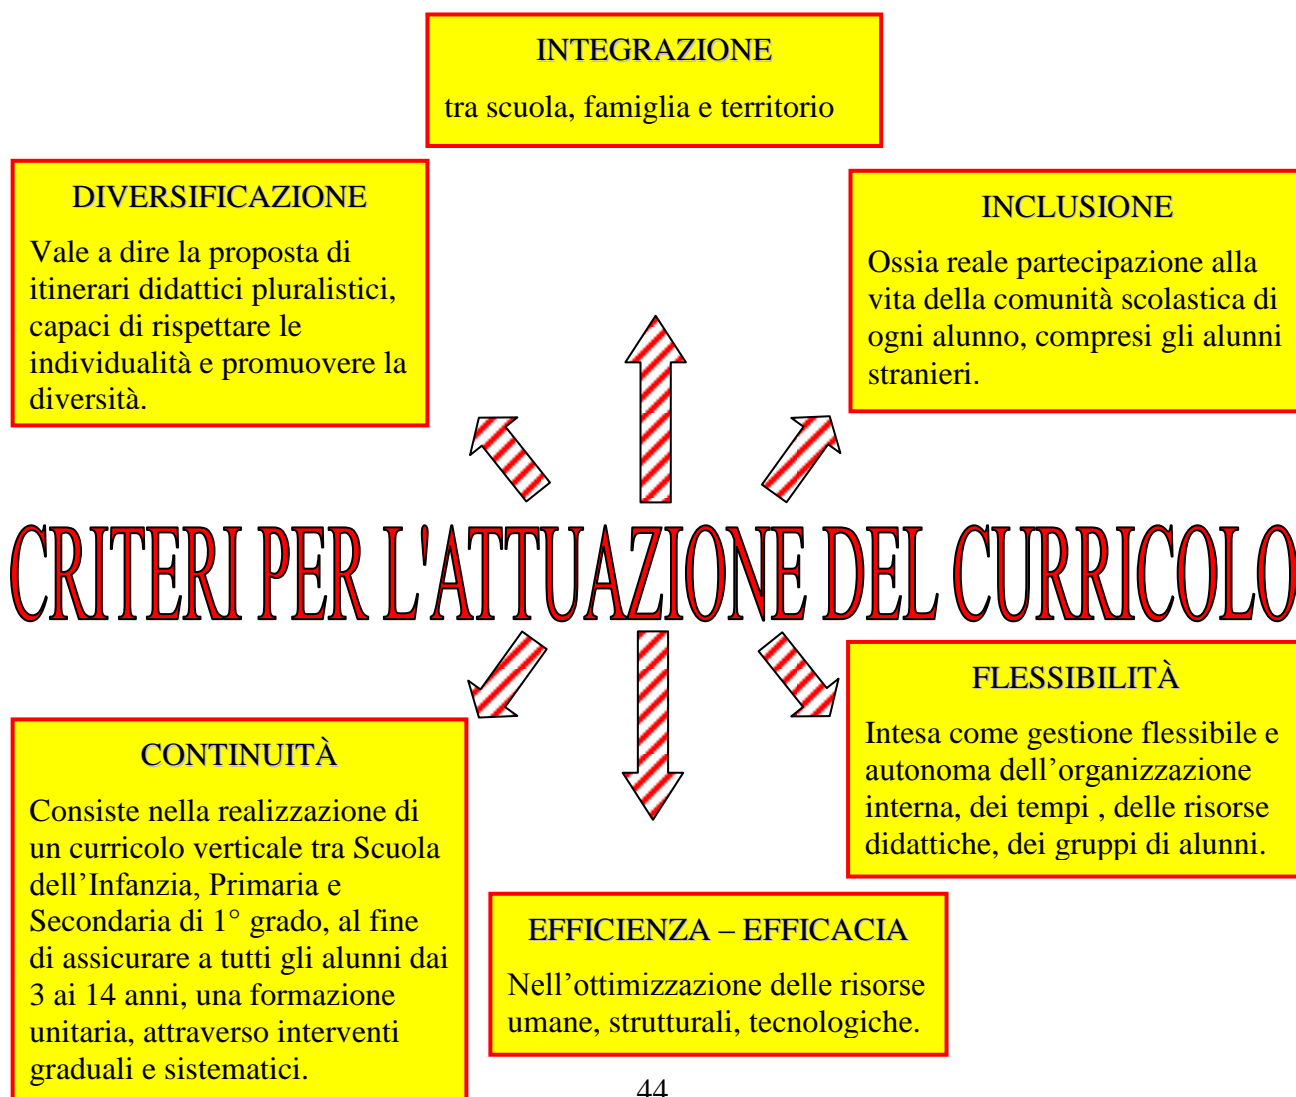 INTEGRAZIONE
tra scuola, famiglia e territorio
DIVERSIFICAZIONE
Vale a dire la proposta di
itinerari didattici pluralistici,
capaci di rispettare le
individualità e promuovere la
diversità.
INCLUSIONE
Ossia reale partecipazione alla
vita della comunità scolastica di
ogni alunno, compresi gli alunni
stranieri.
CRITERI PER L'ATTUAZIONE DEL CURRICOLO
FLESSIBILITÀ
Intesa come gestione flessibile e
autonoma dell’organizzazione
interna, dei tempi , delle risorse
didattiche, dei gruppi di alunni.
CONTINUITÀ
Consiste nella realizzazione di
un curricolo verticale tra Scuola
dell’Infanzia, Primaria e
Secondaria di 1° grado, al fine
di assicurare a tutti gli alunni dai
3 ai 14 anni, una formazione
unitaria, attraverso interventi
graduali e sistematici.
EFFICIENZA – EFFICACIA
Nell’ottimizzazione delle risorse
umane, strutturali, tecnologiche.
44